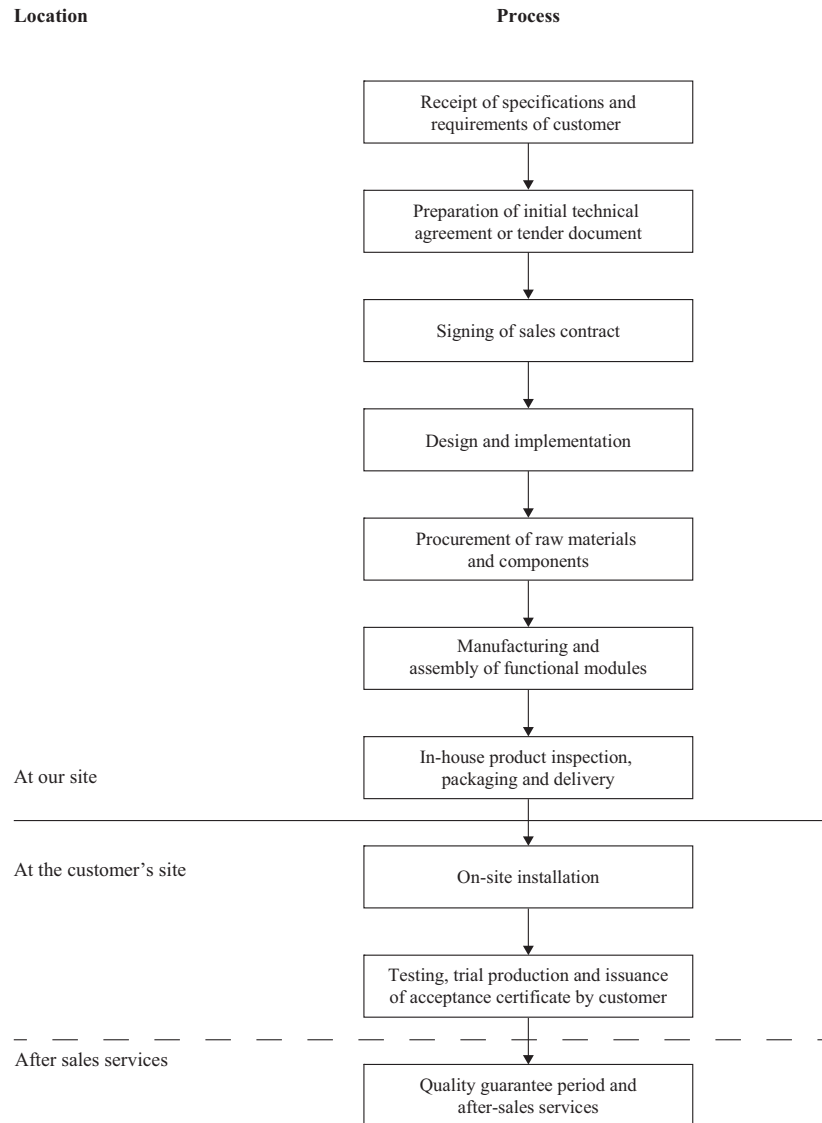 Location
Process
Receipt of specifications and
requirements of customer
Preparation of initial technical
agreement or tender document
Signing of sales contract
Design and implementation
Procurement of raw materials
and components
Manufacturing and
assembly of functional modules
In-house product inspection,
packaging and delivery
At our site
At the customer’s site
On-site installation
Testing, trial production and issuance
of acceptance certificate by customer
After sales services
Quality guarantee period and
after-sales services